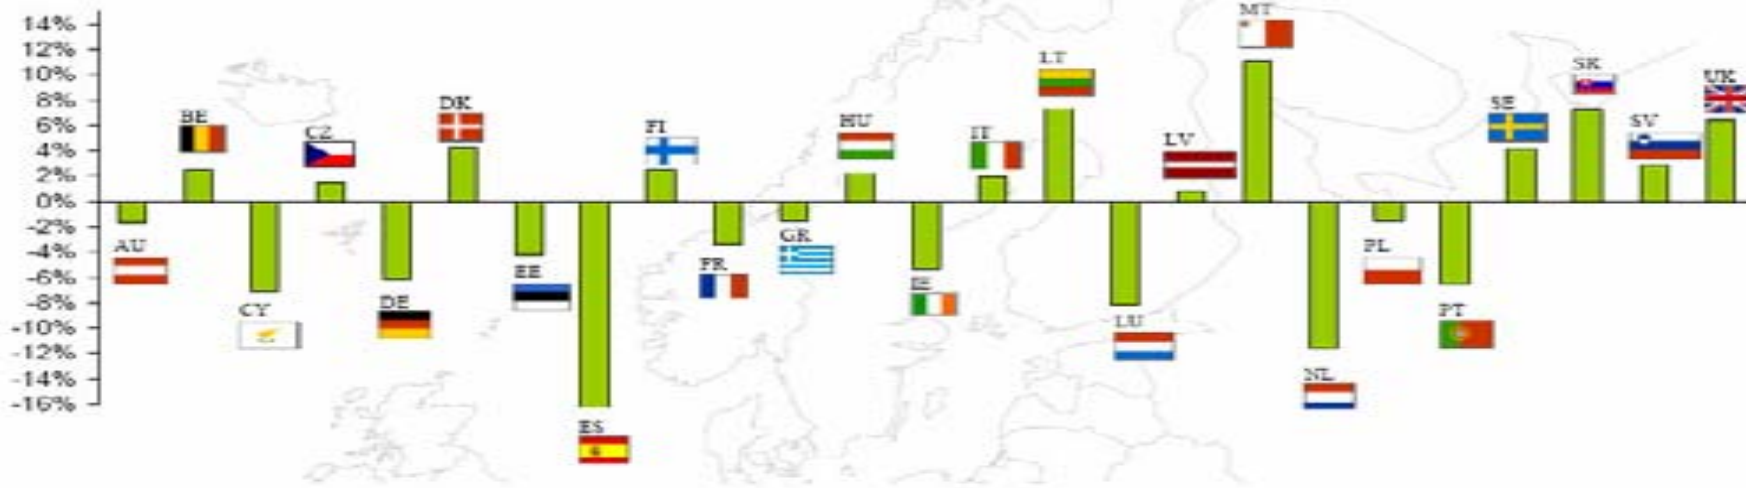 14%
12%
10%
8%
6%
4%
2%
0%
-2%
-4%
-6%
-8%
-10%
-12%
-14%
-16%
AU
BE
CY
CZ
DE
DK
EE
ES
FI
FR
GR
HU
IE
IT
LT
LU
LV
MT
NL
PL
PT
SE
SK
SV
UK